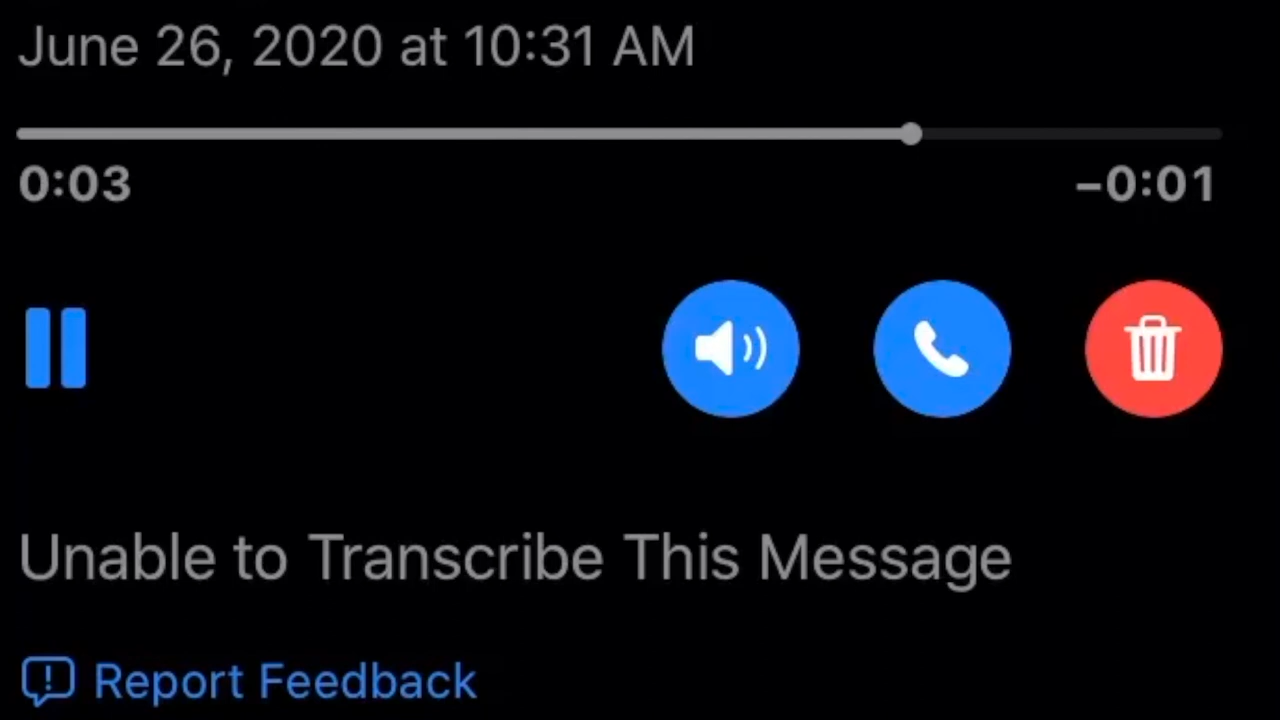 June 26, 2020 at 10:31 AM
0:03 −0:01
Unable to Transcribe This Message
Report Feedback